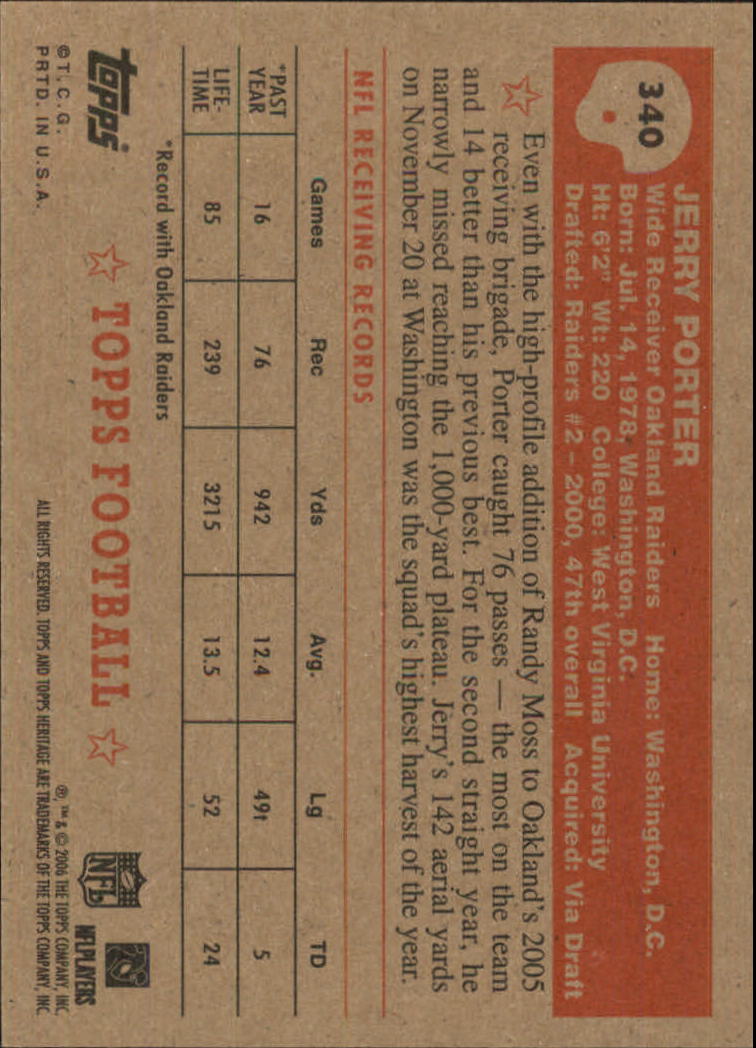 340
JERRY PORTER
Wide Receiver Oakland Raiders Home: Washington, D.C.
Born: Jul. 14, 1978, Washington, D.C.
Ht: 6'2" Wt: 220 College: West Virginia University
Drafted: Raiders #2 – 2000, 47th overall Acquired: Via Draft
Even with the high-profile addition of Randy Moss to Oakland's 2005
receiving brigade, Porter caught 76 passes — the most on the team
and 14 better than his previous best. For the second straight year, he
narrowly missed reaching the 1,000-yard plateau. Jerry's 142 aerial yards
on November 20 at Washington was the squad's highest harvest of the year.
NFL RECEIVING RECORDS
Games Rec Yds Avg. Lg TD
*PAST
YEAR 16 76 942 12.4 49t 5
LIFE-
TIME 85 239 3215 13.5 52 24
*Record with Oakland Raiders
topps
© T. C. G.
PRTD. IN U.S.A.
TOPPS FOOTBALL
NFL
NFLPLAYERS
®, ™ & © 2006 THE TOPPS COMPANY, INC.
ALL RIGHTS RESERVED. TOPPS AND TOPPS HERITAGE ARE TRADEMARKS OF THE TOPPS COMPANY, INC.